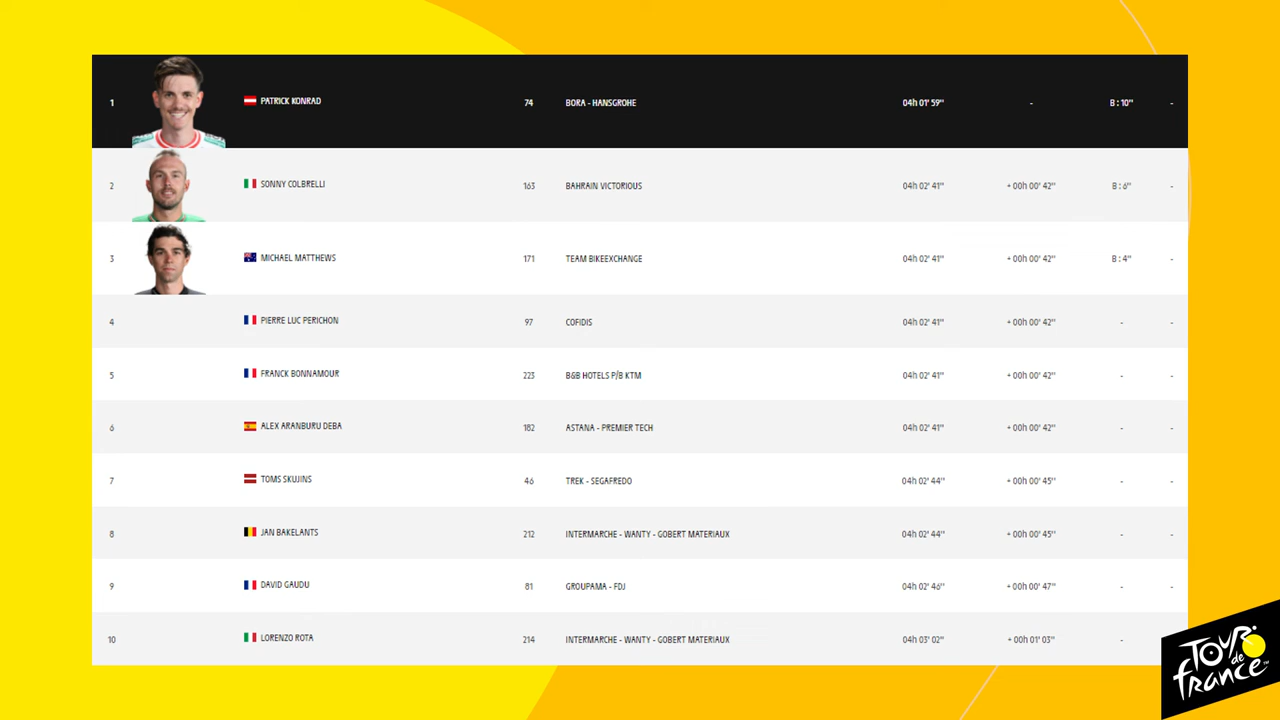 1 PATRICK KONRAD 74 BORA - HANSGROHE 04h 01' 59'' - B : 10'' -
2 SONNY COLBRELLI 163 BAHRAIN VICTORIOUS 04h 02' 41'' + 00h 00' 42'' B : 6'' -
3 MICHAEL MATTHEWS 171 TEAM BIKEEXCHANGE 04h 02' 41'' + 00h 00' 42'' B : 4'' -
4 PIERRE LUC PERICHON 97 COFIDIS 04h 02' 41'' + 00h 00' 42'' - -
5 FRANCK BONNAMOUR 223 B&B HOTELS P/B KTM 04h 02' 41'' + 00h 00' 42'' - -
6 ALEX ARANBURU DEBA 182 ASTANA - PREMIER TECH 04h 02' 41'' + 00h 00' 42'' - -
7 TOMS SKUJINS 46 TREK - SEGAFREDO 04h 02' 44'' + 00h 00' 45'' - -
8 JAN BAKELANTS 212 INTERMARCHE - WANTY - GOBERT MATERIAUX 04h 02' 44'' + 00h 00' 45'' - -
9 DAVID GAUDU 81 GROUPAMA - FDJ 04h 02' 46'' + 00h 00' 47'' - -
10 LORENZO ROTA 214 INTERMARCHE - WANTY - GOBERT MATERIAUX 04h 03' 02'' + 00h 01' 03'' -
TOUR
de
france